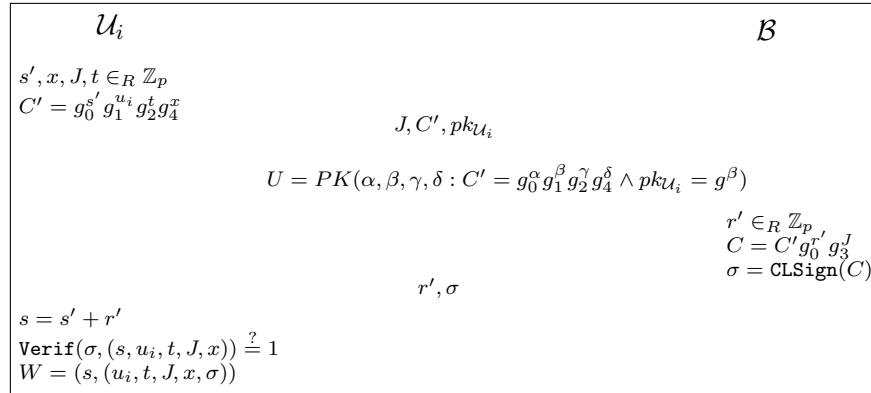 𝒰_i ℬ
s′, x, J, t ∈_R ℤ_p
C′ = g_0^{s′} g_1^{u_i} g_2^t g_4^x
J, C′, pk_{𝒰_i}
U = PK(α, β, γ, δ : C′ = g_0^α g_1^β g_2^γ g_4^δ ∧ pk_{𝒰_i} = g^β)
r′ ∈_R ℤ_p
C = C′ g_0^{r′} g_3^J
σ = CLSign(C)
r′, σ
s = s′ + r′
Verif(σ, (s, u_i, t, J, x)) ≟ 1
W = (s, (u_i, t, J, x, σ))